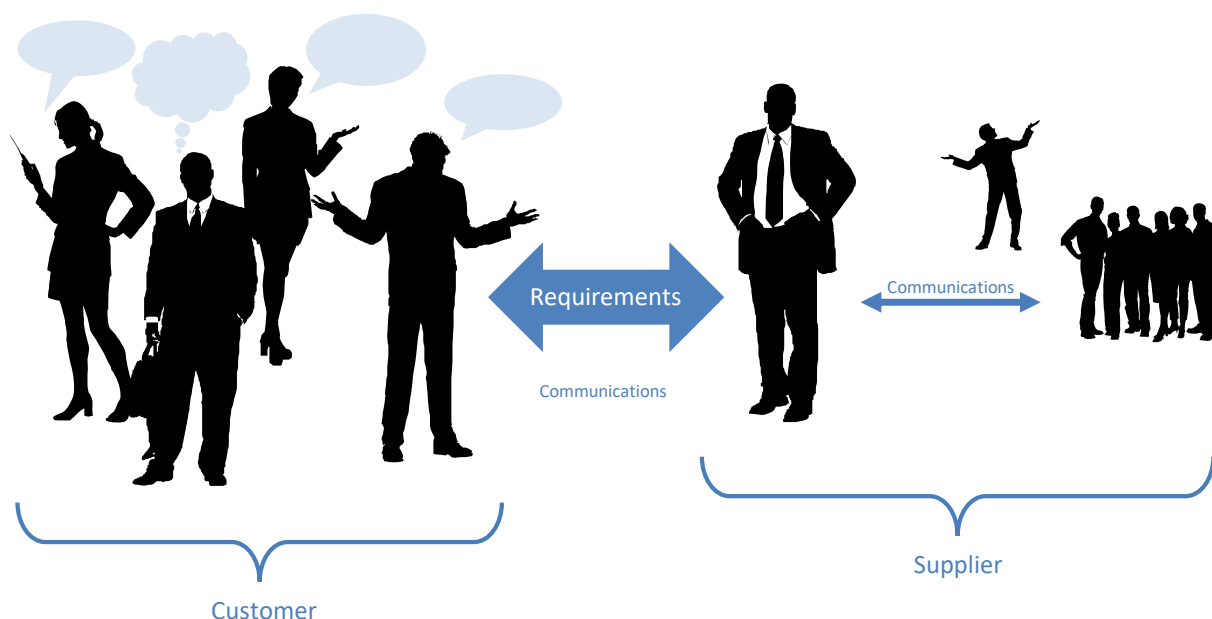 Requirements
Communications
Communications
Supplier
Customer